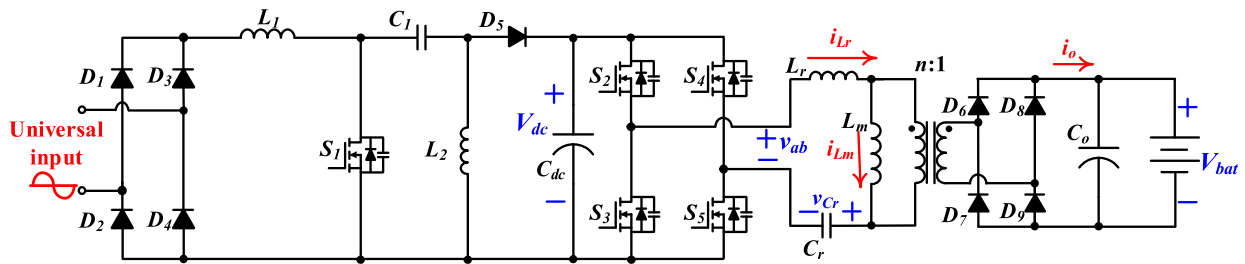 L1
C1
D5
D1
D3
Universal
input
D2
D4
S1
L2
+
Vdc
−
Cdc
S2
S4
S3
S5
iLr
Lr
n:1
+
vab
−
Lm
iLm
− vCr +
Cr
io
D6
D8
D7
D9
Co
+
Vbat
−